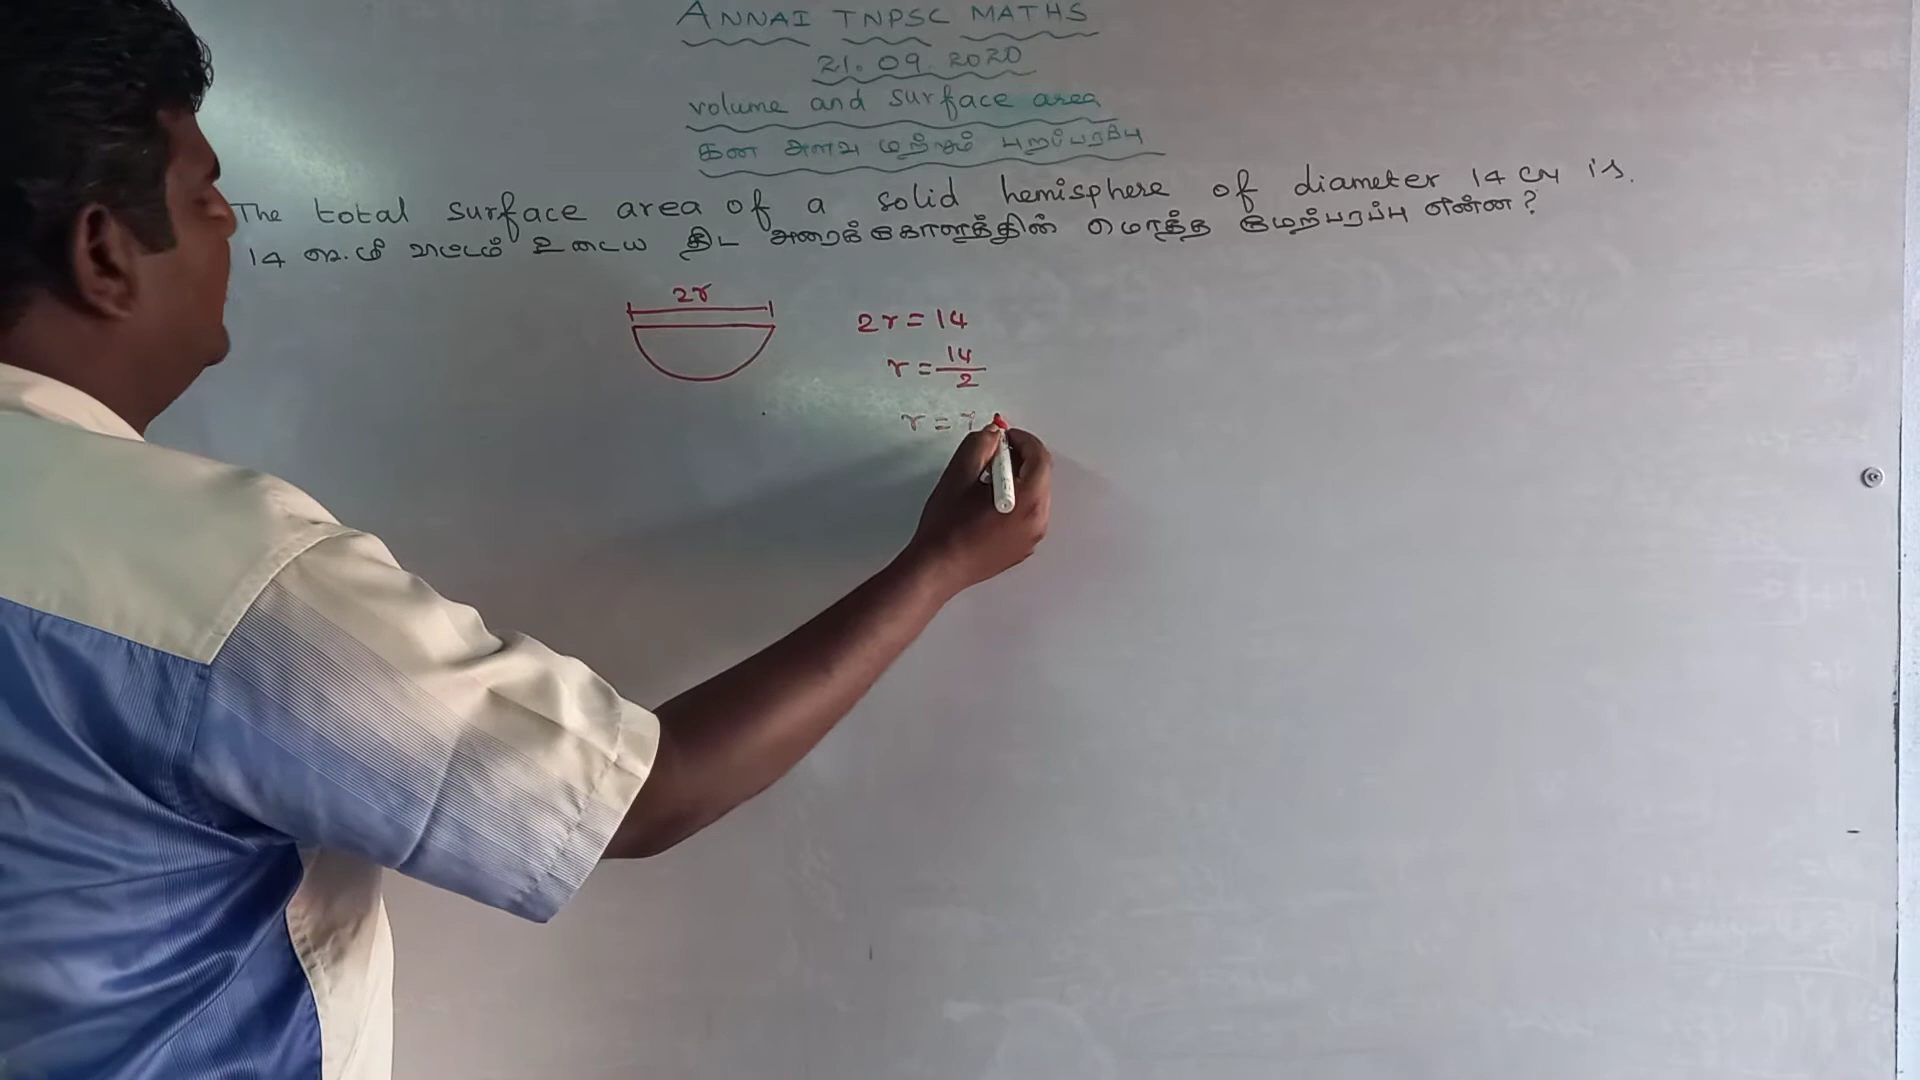 ANNAI TNPSC MATHS
21.09.2020
volume and surface area
கன அளவு மற்றும் புறப்பரப்பு
The total surface area of a solid hemisphere of diameter 14 CM is.
14 செ.மீ விட்டம் உடைய திட அரைக்கோளத்தின் மொத்த மேற்பரப்பு என்ன?
2r
2r = 14
r = 14/2
r = 7